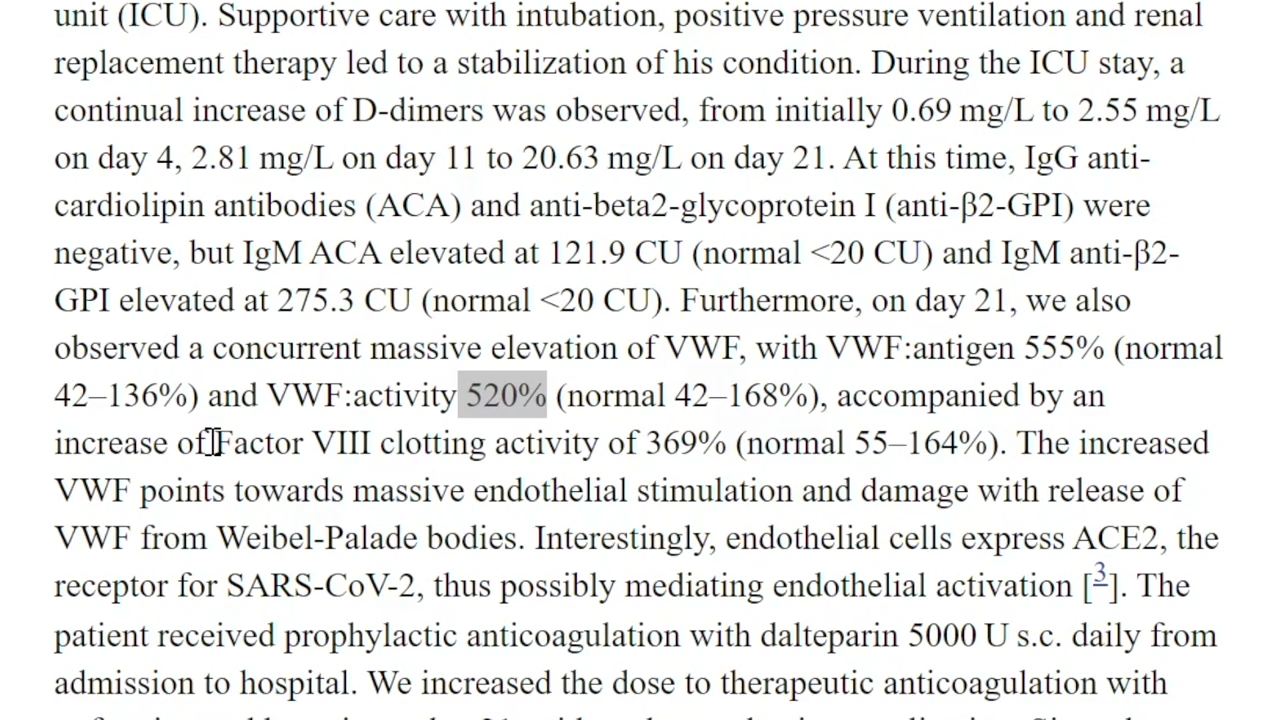 unit (ICU). Supportive care with intubation, positive pressure ventilation and renal
replacement therapy led to a stabilization of his condition. During the ICU stay, a
continual increase of D-dimers was observed, from initially 0.69 mg/L to 2.55 mg/L
on day 4, 2.81 mg/L on day 11 to 20.63 mg/L on day 21. At this time, IgG anti-
cardiolipin antibodies (ACA) and anti-beta2-glycoprotein I (anti-β2-GPI) were
negative, but IgM ACA elevated at 121.9 CU (normal <20 CU) and IgM anti-β2-
GPI elevated at 275.3 CU (normal <20 CU). Furthermore, on day 21, we also
observed a concurrent massive elevation of VWF, with VWF:antigen 555% (normal
42–136%) and VWF:activity 520% (normal 42–168%), accompanied by an
increase of Factor VIII clotting activity of 369% (normal 55–164%). The increased
VWF points towards massive endothelial stimulation and damage with release of
VWF from Weibel-Palade bodies. Interestingly, endothelial cells express ACE2, the
receptor for SARS-CoV-2, thus possibly mediating endothelial activation [3]. The
patient received prophylactic anticoagulation with dalteparin 5000 U s.c. daily from
admission to hospital. We increased the dose to therapeutic anticoagulation with